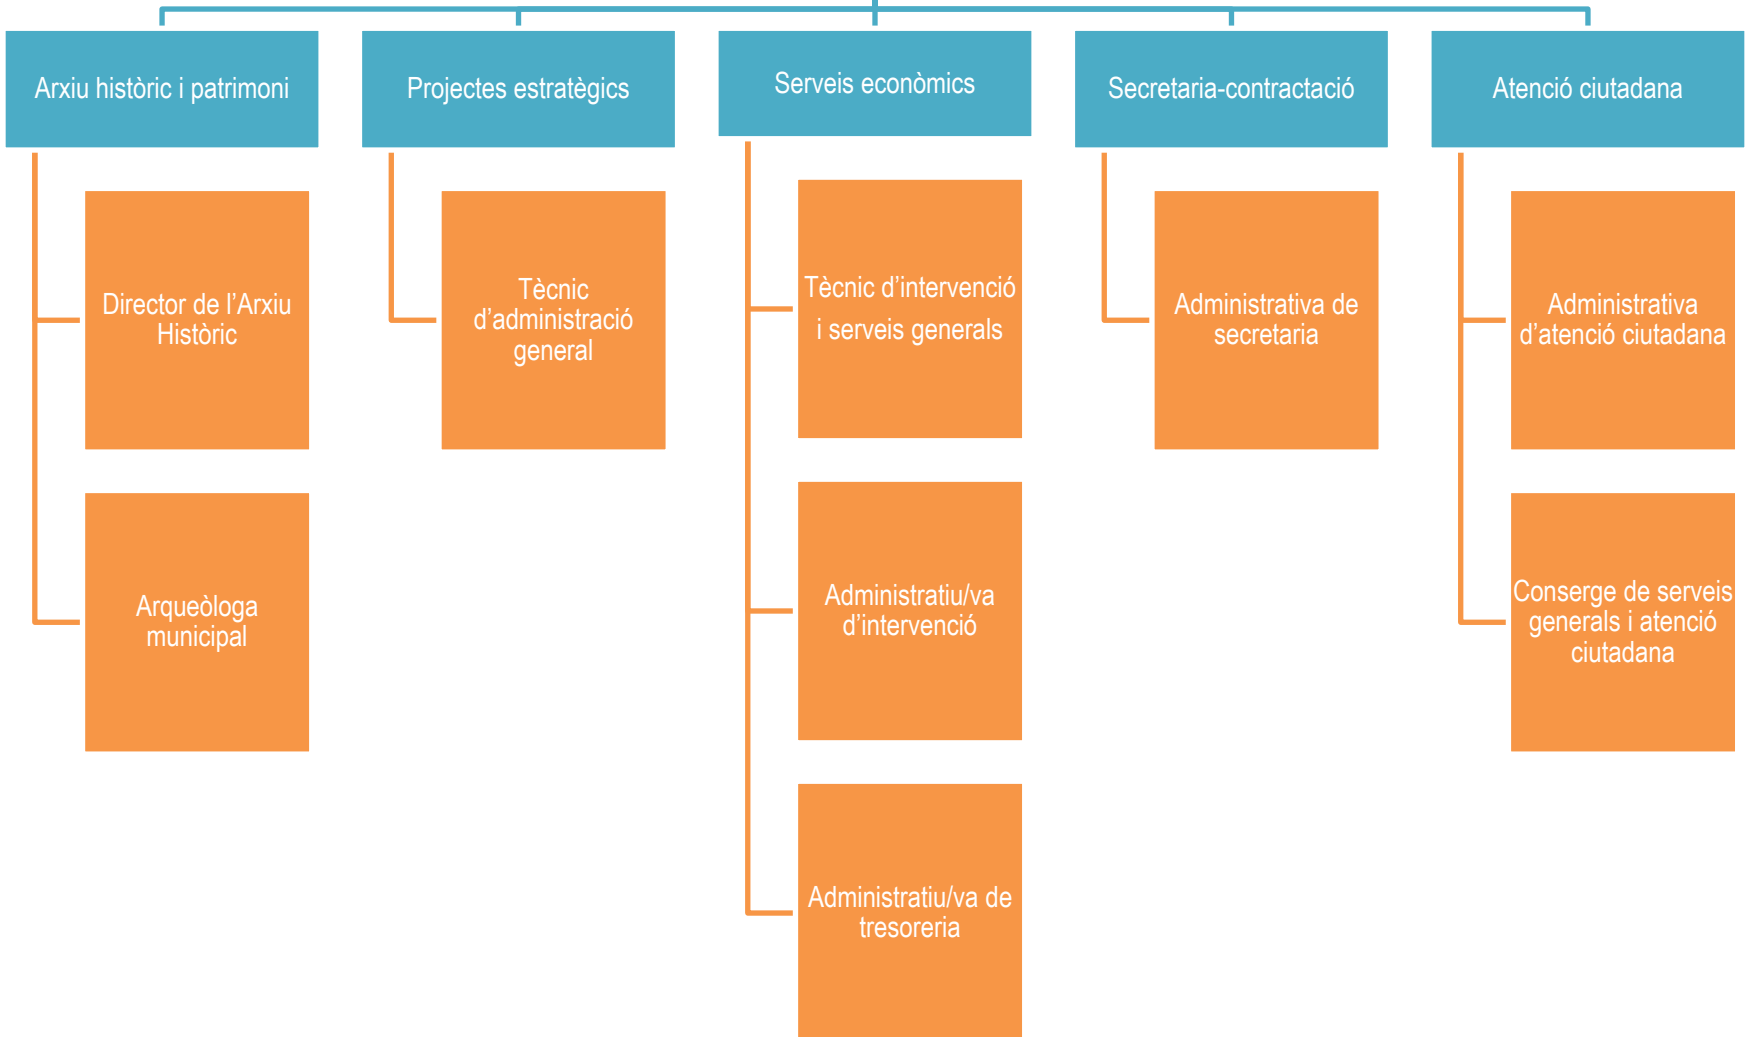 Arxiu històric i patrimoni
Projectes estratègics
Serveis econòmics
Secretaria-contractació
Atenció ciutadana
Director de l’Arxiu
Històric
Arqueòloga
municipal
Tècnic
d’administració
general
Tècnic d’intervenció
i serveis generals
Administratiu/va
d’intervenció
Administratiu/va de
tresoreria
Administrativa de
secretaria
Administrativa
d’atenció ciutadana
Conserge de serveis
generals i atenció
ciutadana